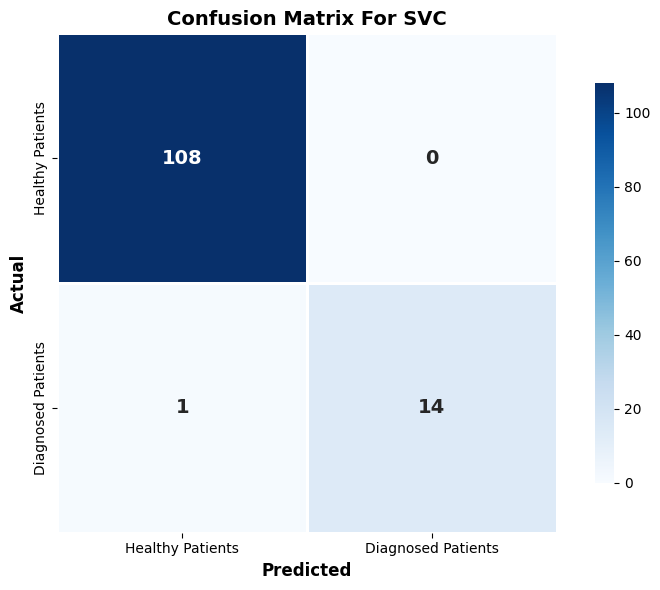 Confusion Matrix For SVC
Actual
Healthy Patients
108
0
Diagnosed Patients
1
14
Healthy Patients
Diagnosed Patients
Predicted
100
80
60
40
20
0